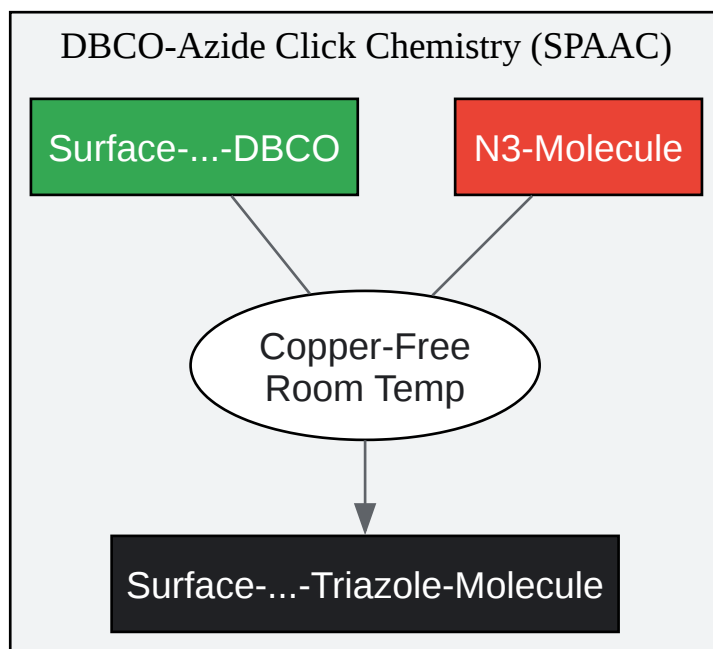 DBCO-Azide Click Chemistry (SPAAC)
Surface-...-DBCO
N3-Molecule
Copper-Free
Room Temp
Surface-...-Triazole-Molecule